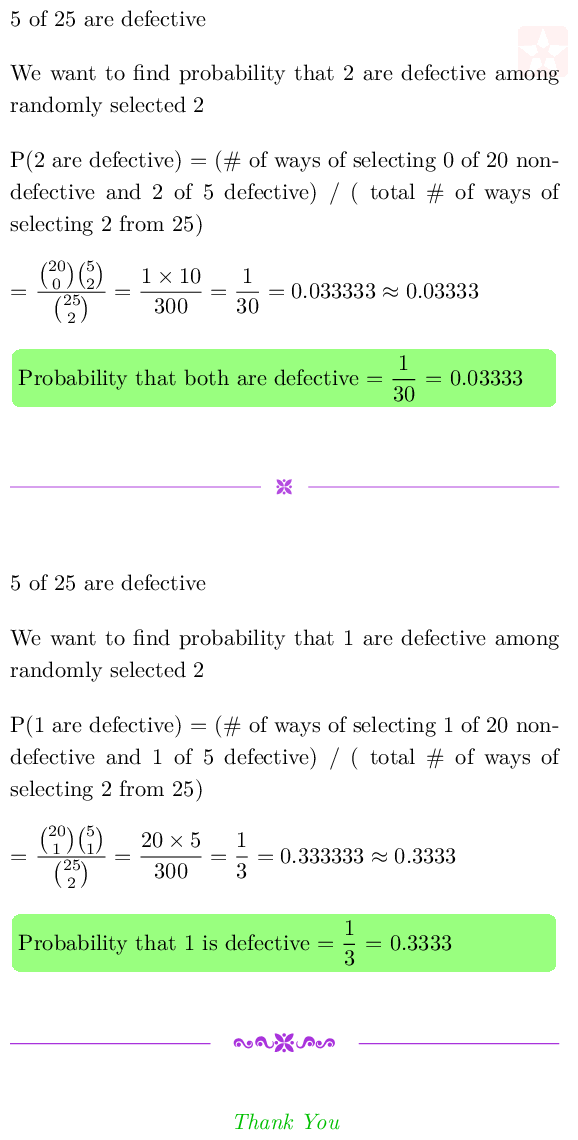 5 of 25 are defective
We want to find probability that 2 are defective among
randomly selected 2
P(2 are defective) = (# of ways of selecting 0 of 20 non-
defective and 2 of 5 defective) / ( total # of ways of
selecting 2 from 25)
= \frac{\binom{20}{0}\binom{5}{2}}{\binom{25}{2}} = \frac{1 × 10}{300} = \frac{1}{30} = 0.033333 ≈ 0.03333
Probability that both are defective = \frac{1}{30} = 0.03333
5 of 25 are defective
We want to find probability that 1 are defective among
randomly selected 2
P(1 are defective) = (# of ways of selecting 1 of 20 non-
defective and 1 of 5 defective) / ( total # of ways of
selecting 2 from 25)
= \frac{\binom{20}{1}\binom{5}{1}}{\binom{25}{2}} = \frac{20 × 5}{300} = \frac{1}{3} = 0.333333 ≈ 0.3333
Probability that 1 is defective = \frac{1}{3} = 0.3333
Thank You